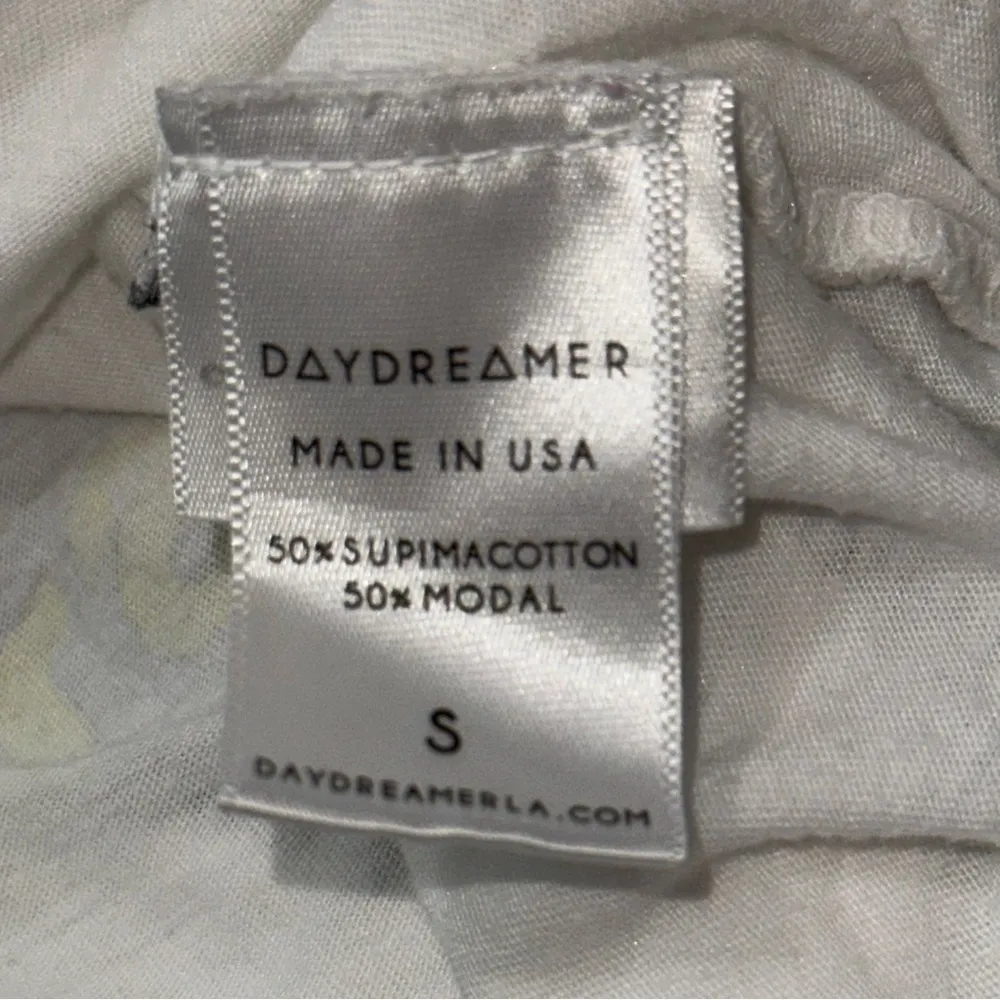 DAYDREAMER
MADE IN USA
50% SUPIMACOTTON
50% MODAL
S
DAYDREAMERLA.COM